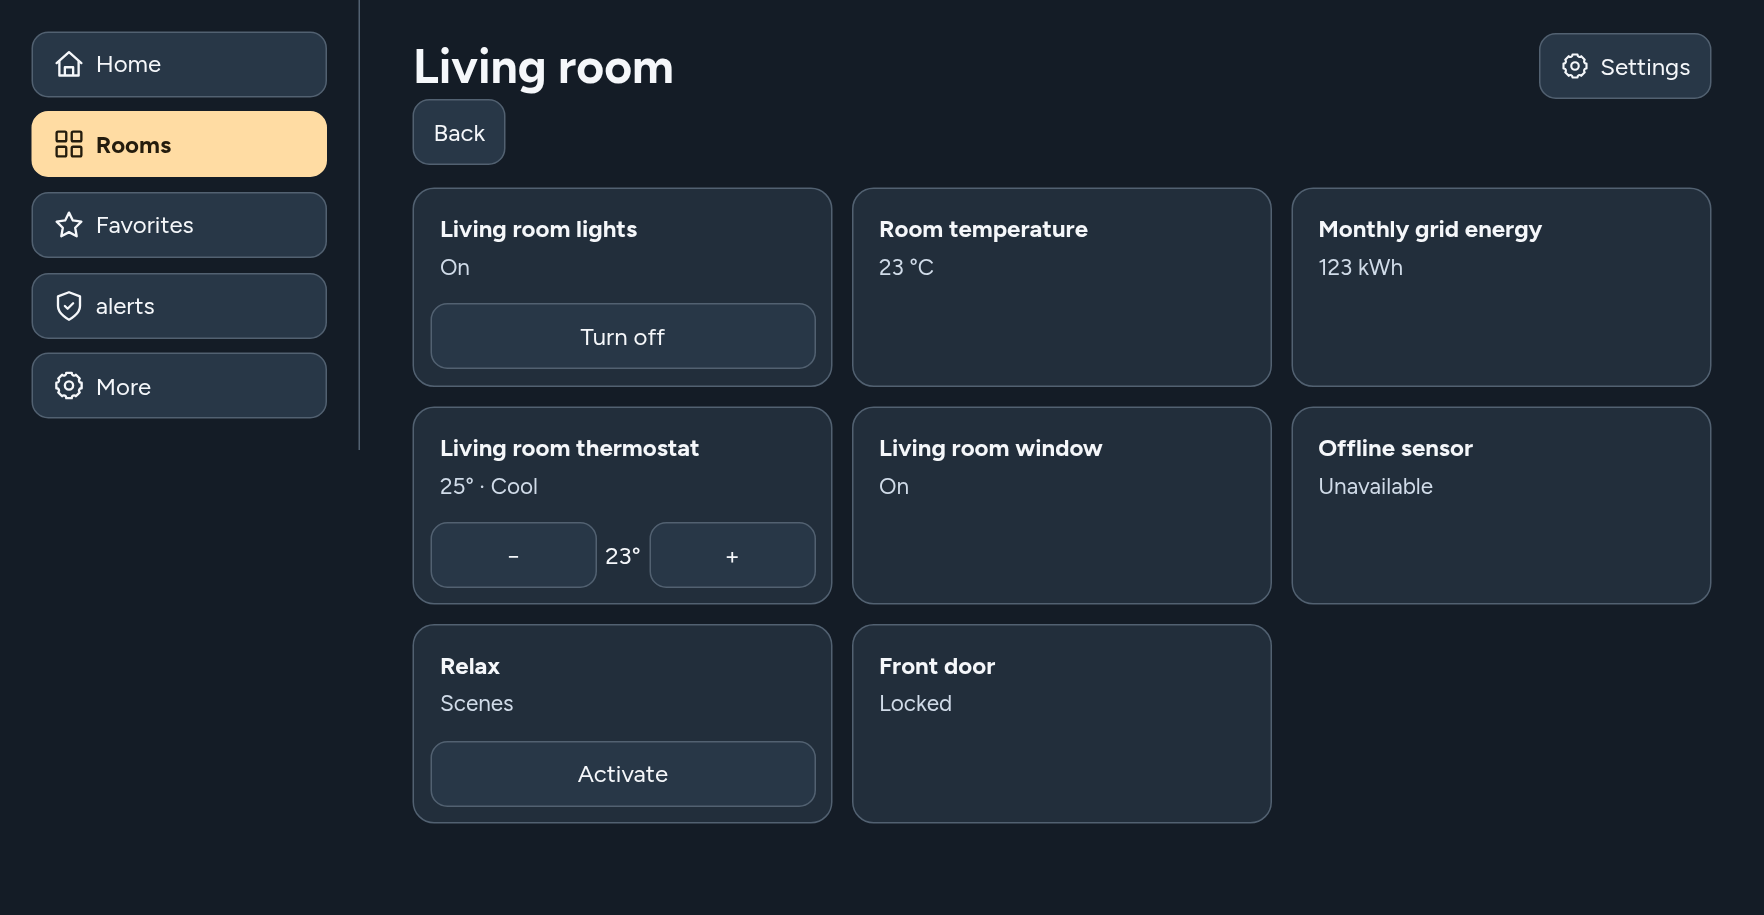 Home
Rooms
Favorites
alerts
More
Living room
Settings
Back
Living room lights
On
Turn off
Room temperature
23 °C
Monthly grid energy
123 kWh
Living room thermostat
25° · Cool
− 23° +
Living room window
On
Offline sensor
Unavailable
Relax
Scenes
Activate
Front door
Locked